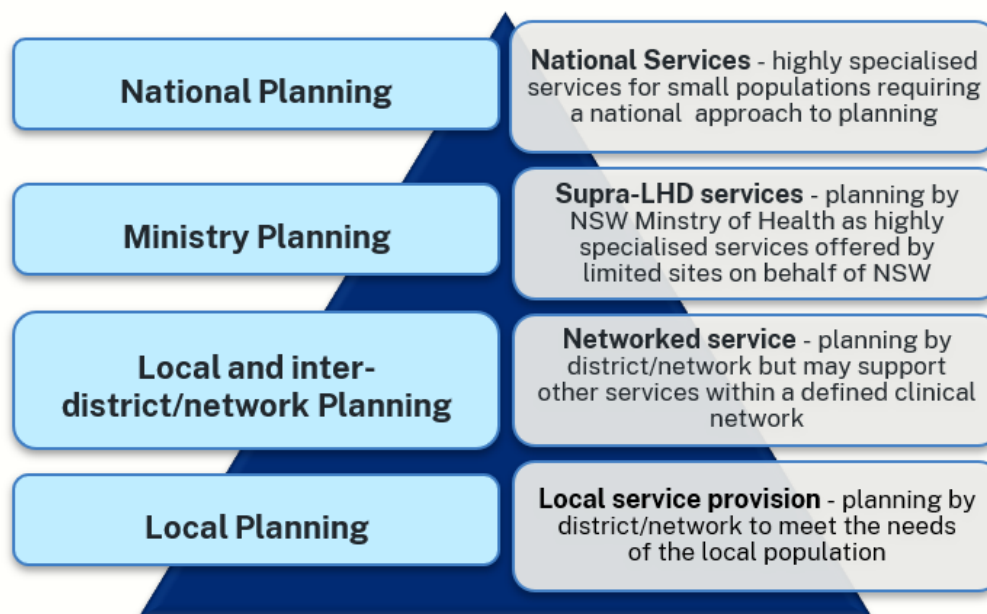 National Planning
National Services - highly specialised
services for small populations requiring
a national approach to planning
Ministry Planning
Supra-LHD services - planning by
NSW Minstry of Health as highly
specialised services offered by
limited sites on behalf of NSW
Local and inter-
district/network Planning
Networked service - planning by
district/network but may support
other services within a defined clinical
network
Local Planning
Local service provision - planning by
district/network to meet the needs
of the local population